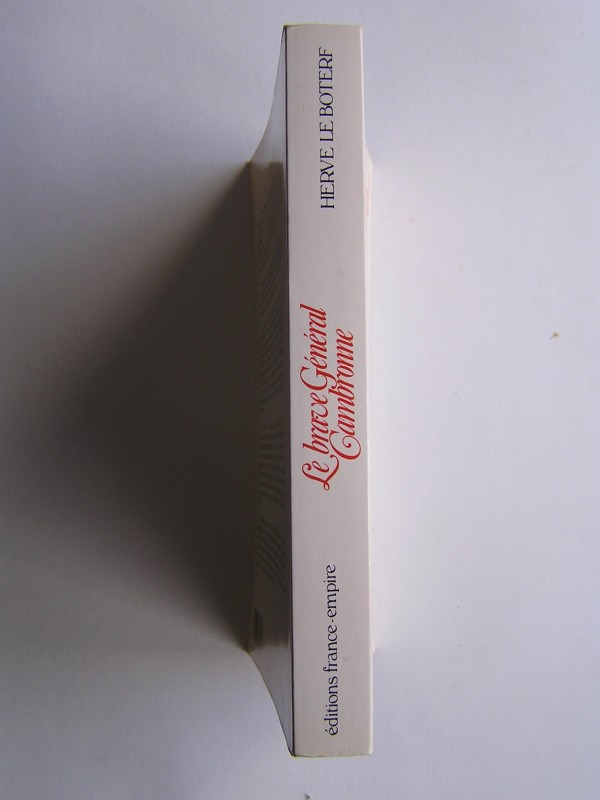 HERVE LE BOTERF
Le brave Général
Cambronne
éditions france-empire